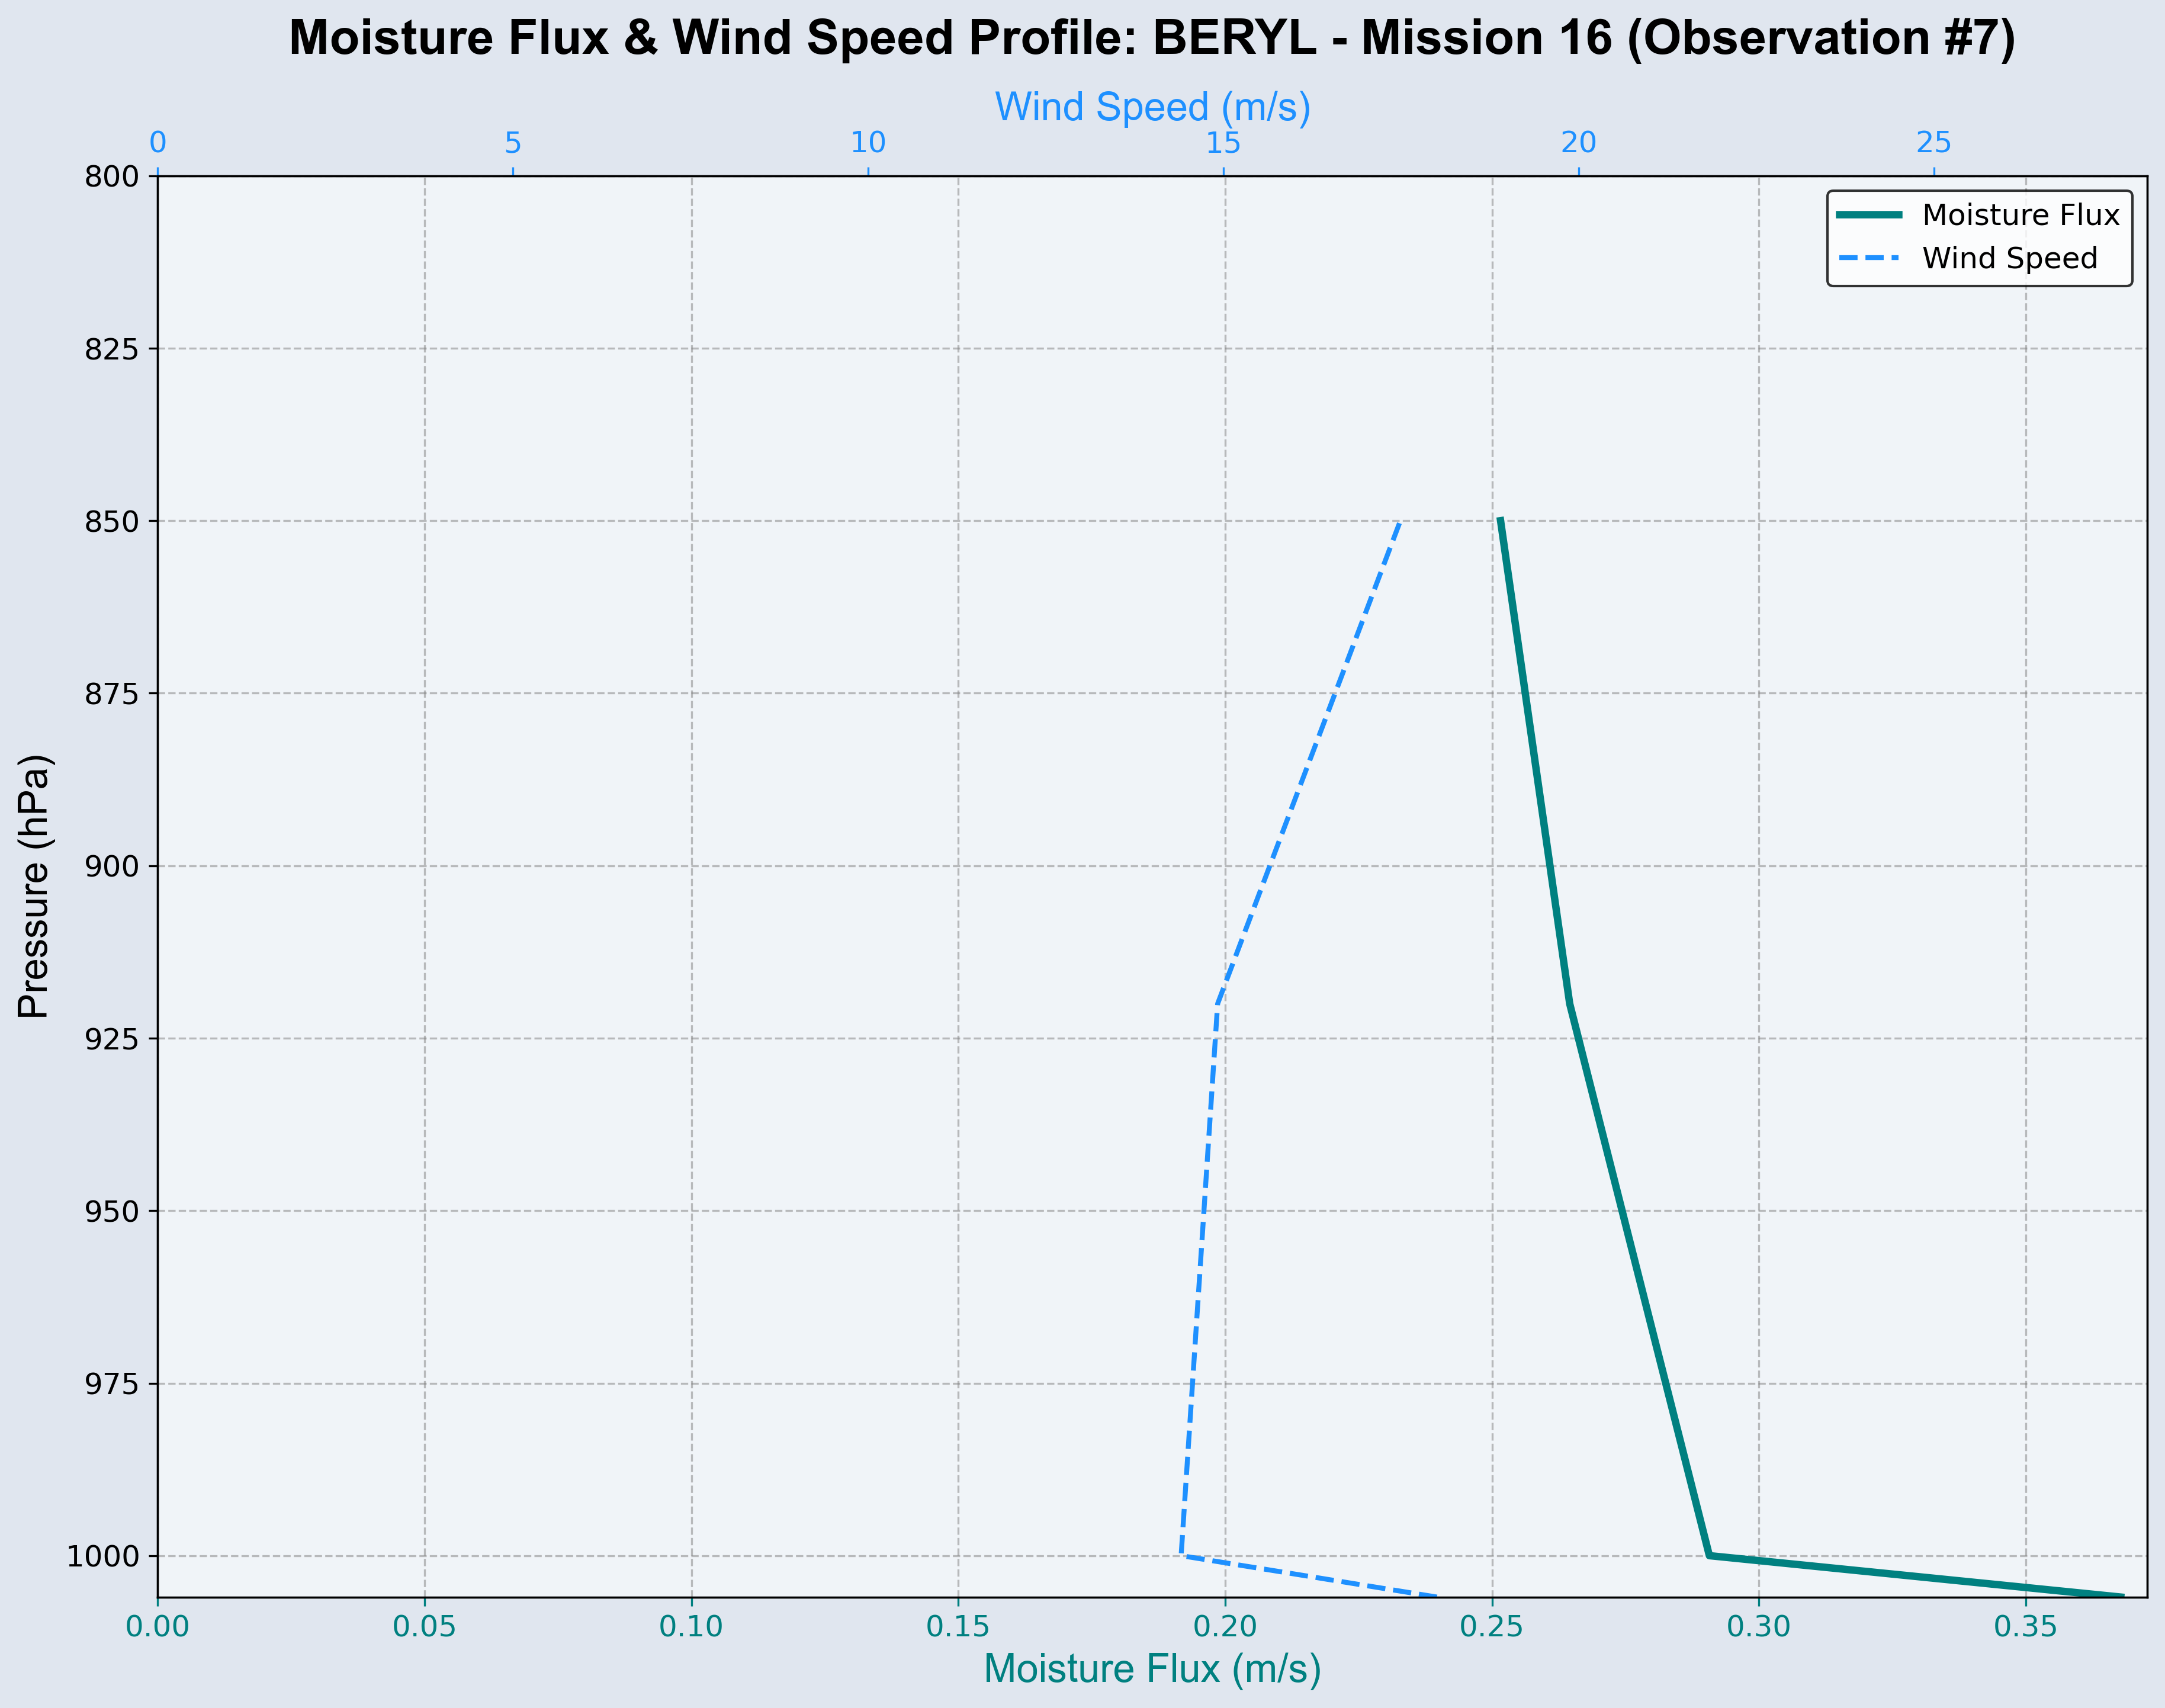 Moisture Flux & Wind Speed Profile: BERYL - Mission 16 (Observation #7)
Wind Speed (m/s)
0 5 10 15 20 25
Moisture Flux
Wind Speed
800
825
850
875
900
925
950
975
1000
Pressure (hPa)
0.00 0.05 0.10 0.15 0.20 0.25 0.30 0.35
Moisture Flux (m/s)